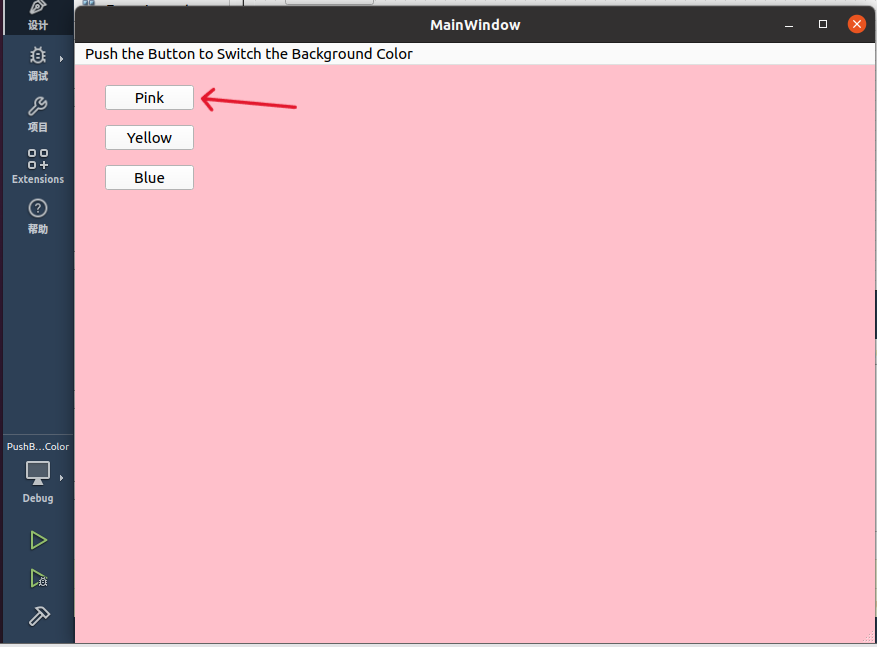 设计
MainWindow
Push the Button to Switch the Background Color
调试
Pink
项目
Yellow
Extensions
Blue
帮助
PushB...Color
Debug